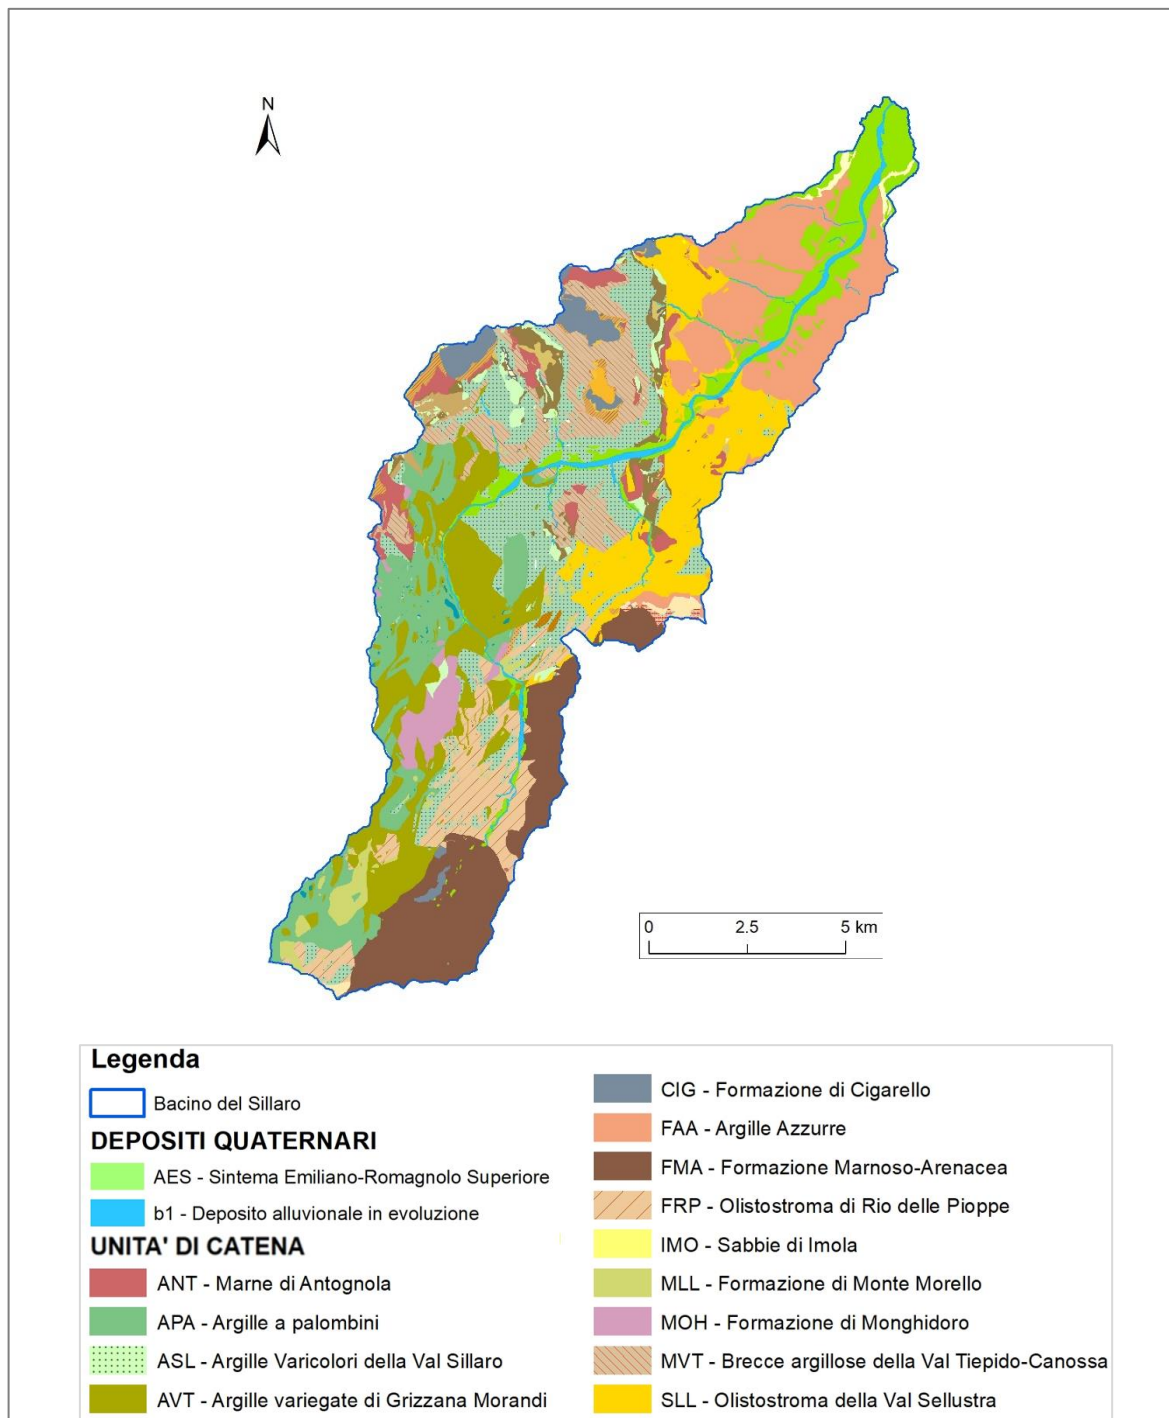 N
0 2.5 5 km
Legenda
Bacino del Sillaro
DEPOSITI QUATERNARI
AES - Sintema Emiliano-Romagnolo Superiore
b1 - Deposito alluvionale in evoluzione
UNITA' DI CATENA
ANT - Marne di Antognola
APA - Argille a palombini
ASL - Argille Varicolori della Val Sillaro
AVT - Argille variegate di Grizzana Morandi
CIG - Formazione di Cigarello
FAA - Argille Azzurre
FMA - Formazione Marnoso-Arenacea
FRP - Olistostroma di Rio delle Pioppe
IMO - Sabbie di Imola
MLL - Formazione di Monte Morello
MOH - Formazione di Monghidoro
MVT - Brecce argillose della Val Tiepido-Canossa
SLL - Olistostroma della Val Sellustra